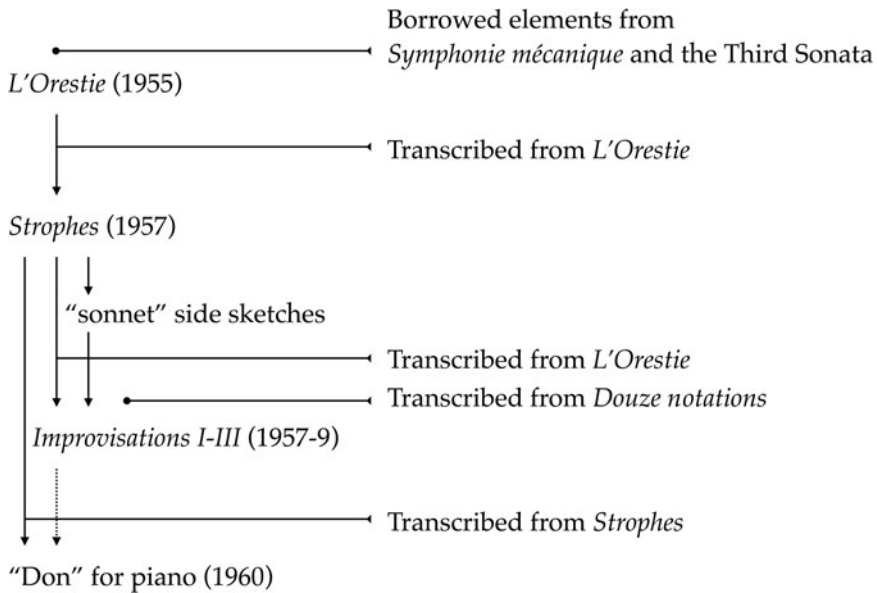 Borrowed elements from
Symphonie mécanique and the Third Sonata
L'Orestie (1955)
Transcribed from L'Orestie
Strophes (1957)
“sonnet” side sketches
Transcribed from L'Orestie
Transcribed from Douze notations
Improvisations I-III (1957-9)
Transcribed from Strophes
“Don” for piano (1960)